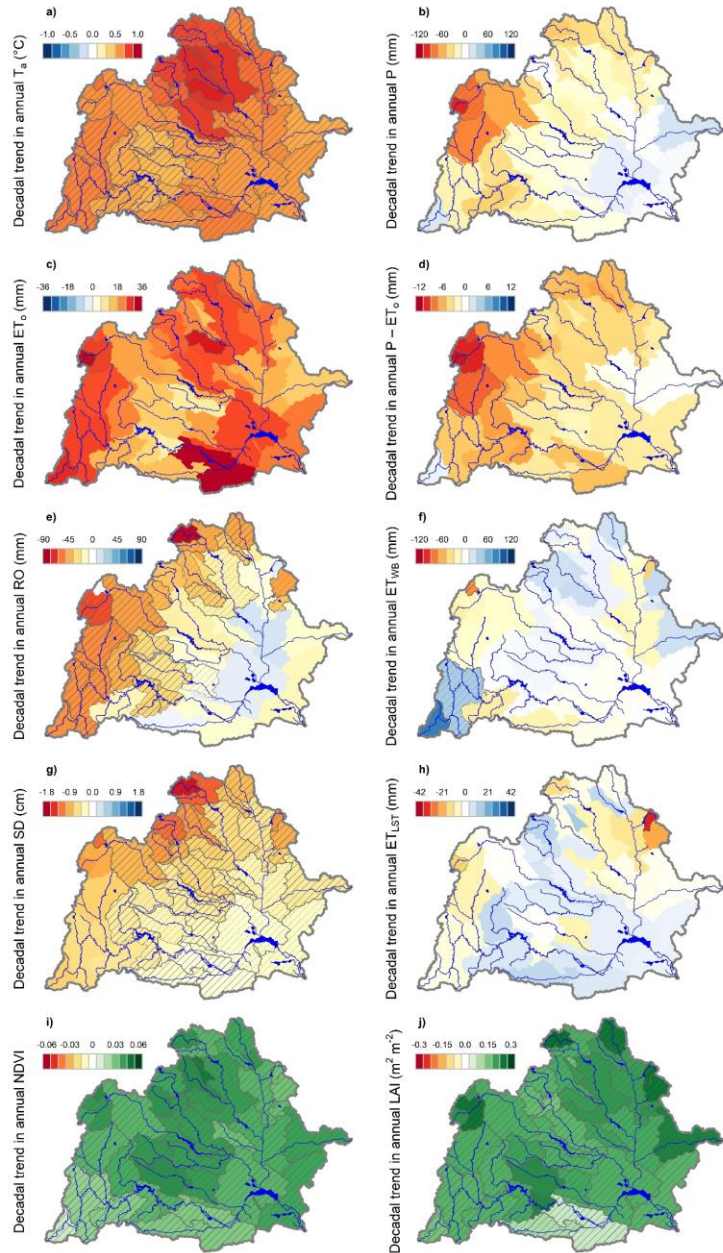 a)
Decadal trend in annual Ta (°C)
-1.0 -0.5 0.0 0.5 1.0
b)
Decadal trend in annual P (mm)
-120 -60 0 60 120
c)
Decadal trend in annual ETo (mm)
-36 -18 0 18 36
d)
Decadal trend in annual P − ETo (mm)
-12 -6 0 6 12
e)
Decadal trend in annual RO (mm)
-90 -45 0 45 90
f)
Decadal trend in annual ETWB (mm)
-120 -60 0 60 120
g)
Decadal trend in annual SD (cm)
-1.8 -0.9 0.0 0.9 1.8
h)
Decadal trend in annual ETLST (mm)
-42 -21 0 21 42
i)
Decadal trend in annual NDVI
-0.06 -0.03 0 0.03 0.06
j)
Decadal trend in annual LAI (m² m⁻²)
-0.3 -0.15 0 0.15 0.3